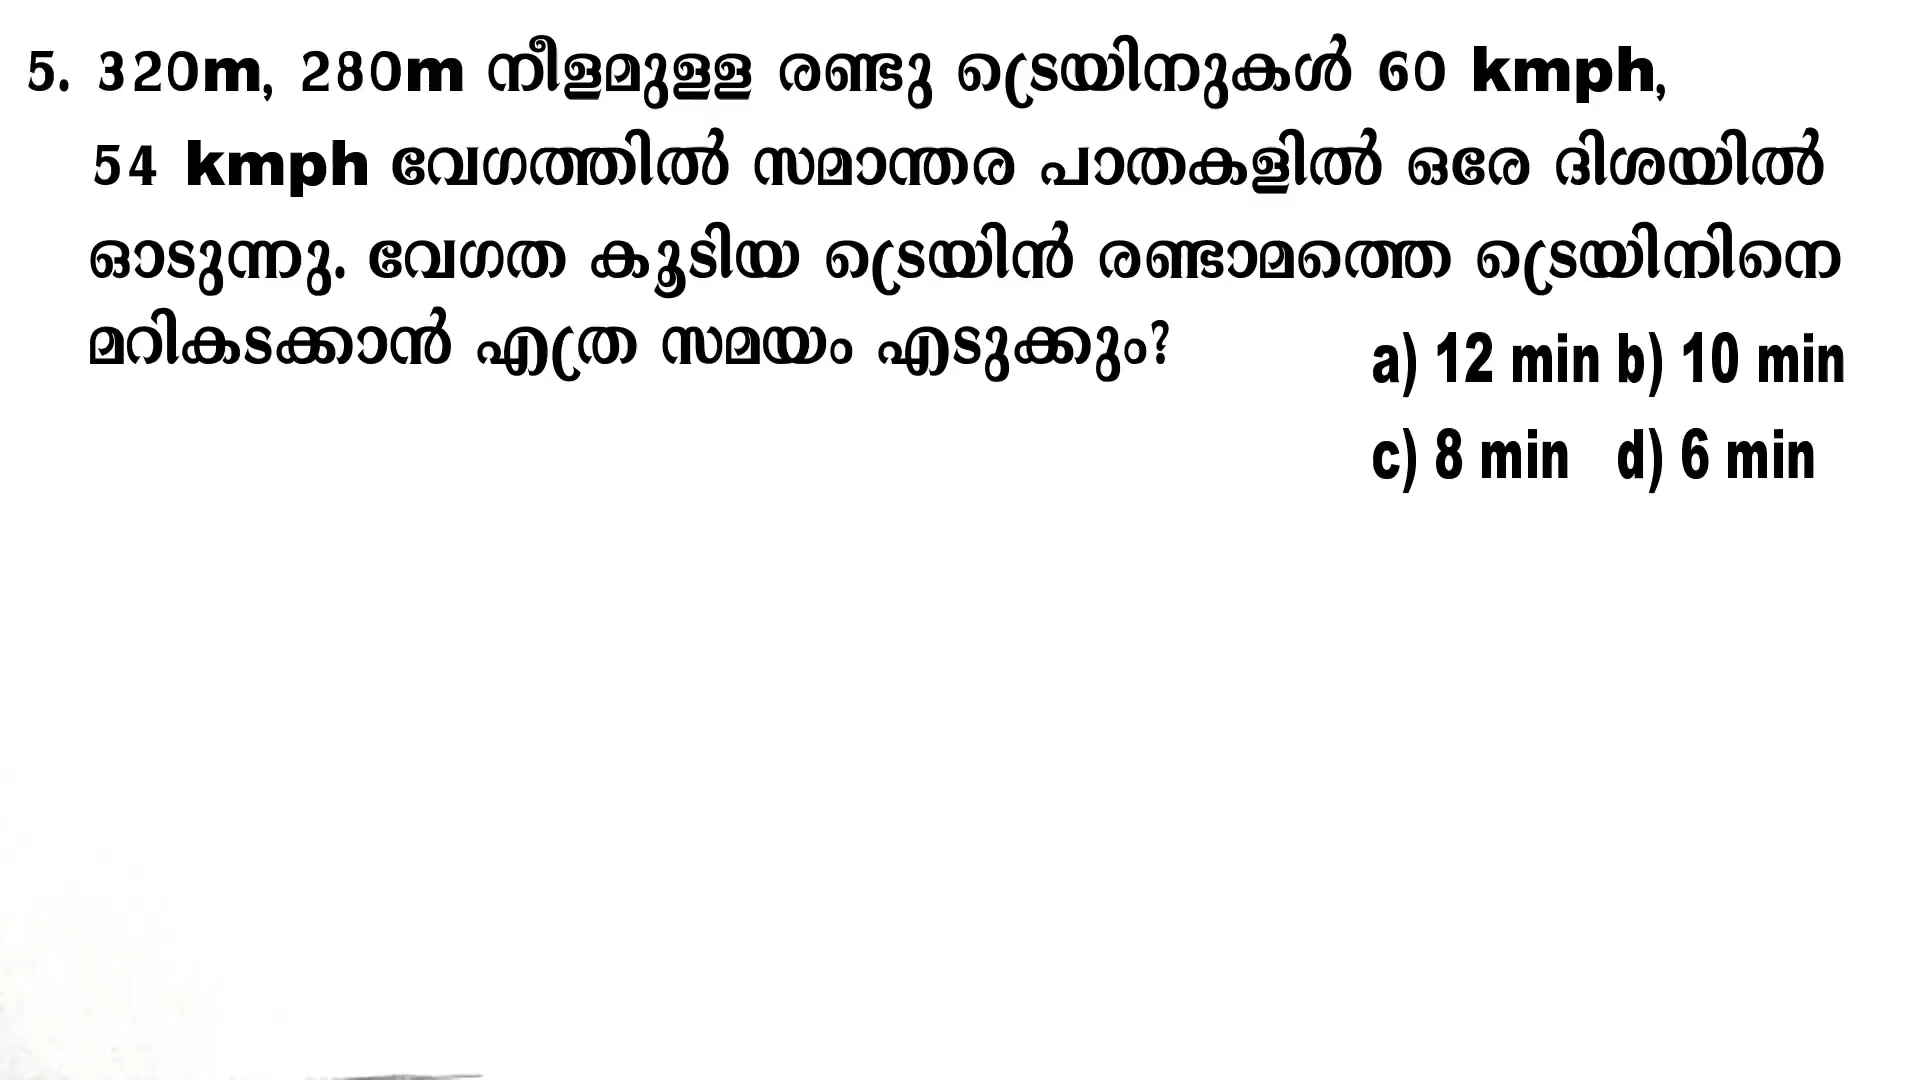 5. 320m, 280m നീളമുളള രണ്ടു ട്രെയിനുകൾ 60 kmph,
54 kmph വേഗത്തിൽ സമാന്തര പാതകളിൽ ഒരേ ദിശയിൽ
ഓടുന്നു. വേഗത കൂടിയ ട്രെയിൻ രണ്ടാമത്തെ ട്രെയിനിനെ
മറികടക്കാൻ എത്ര സമയം എടുക്കും?
a) 12 min b) 10 min
c) 8 min d) 6 min